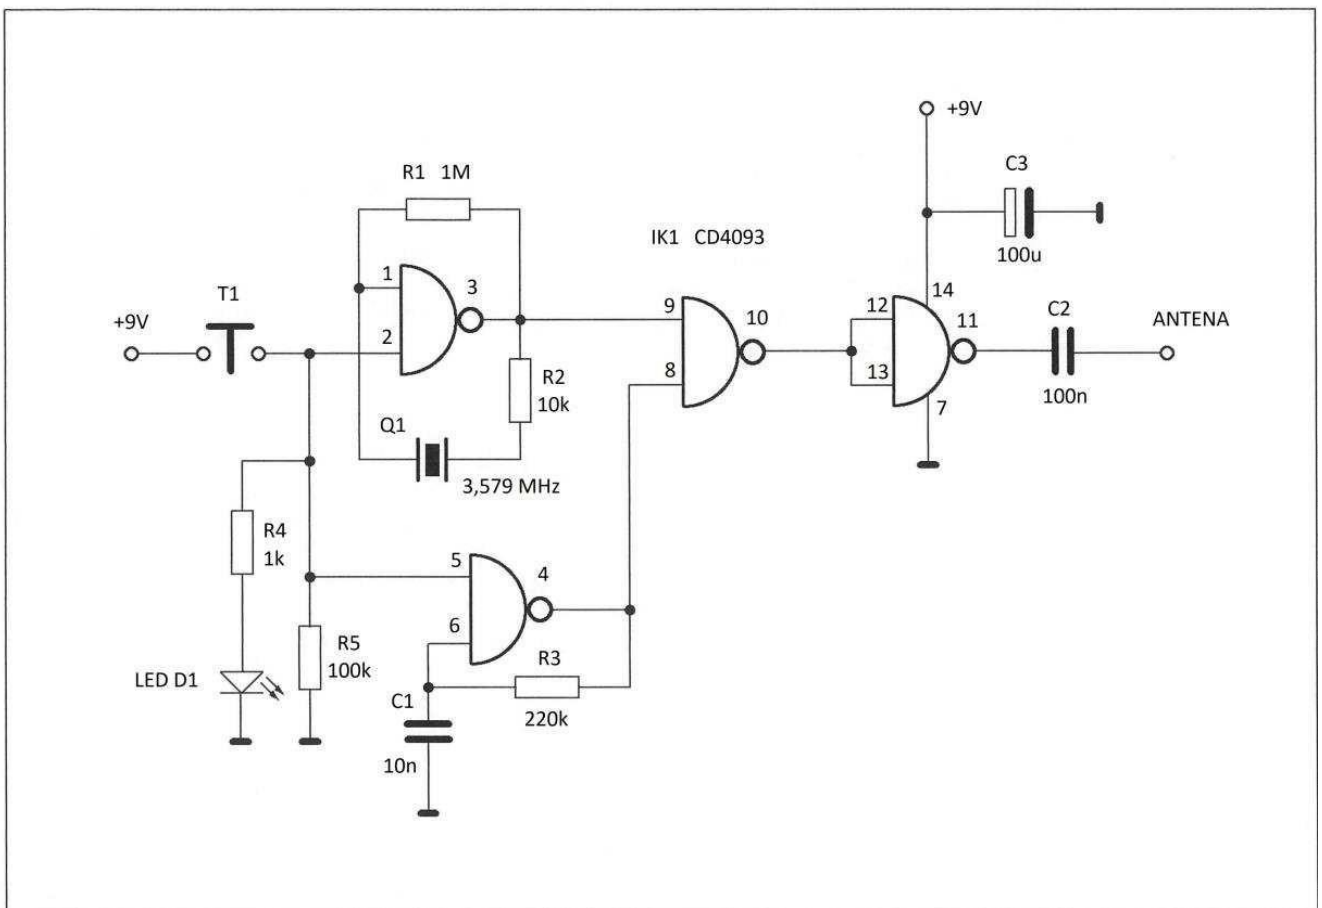 +9V
C3
100u
R1 1M
IK1 CD4093
1
2
3
T1
+9V
9
8
10
12
13
14
11
7
C2
100n
ANTENA
R2
10k
Q1
3,579 MHz
R4
1k
5
6
4
R5
100k
LED D1
R3
220k
C1
10n